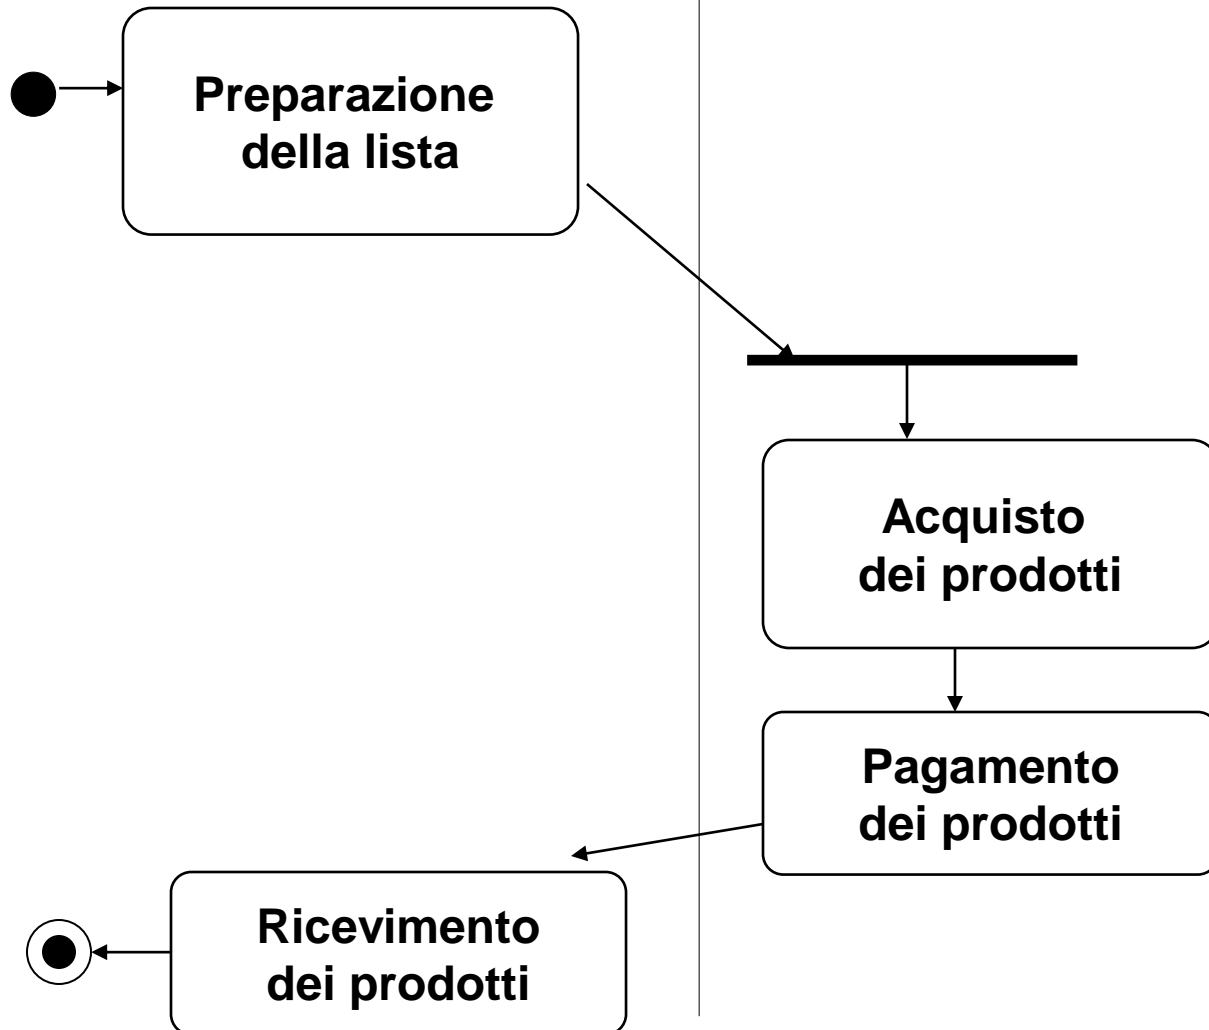 Preparazione
della lista
Acquisto
dei prodotti
Pagamento
dei prodotti
Ricevimento
dei prodotti